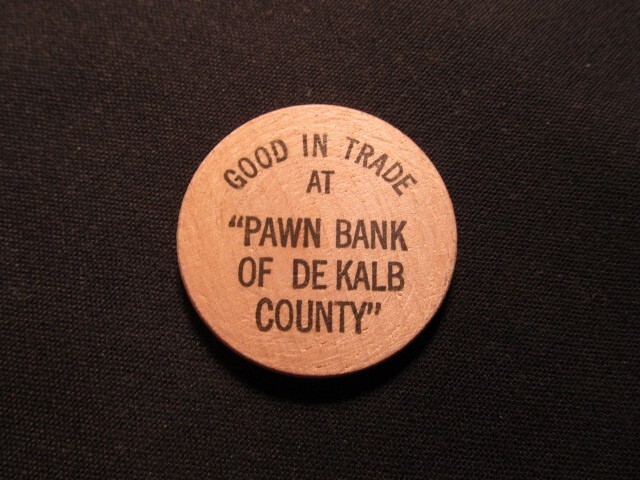 GOOD IN TRADE
AT
"PAWN BANK
OF DE KALB
COUNTY"